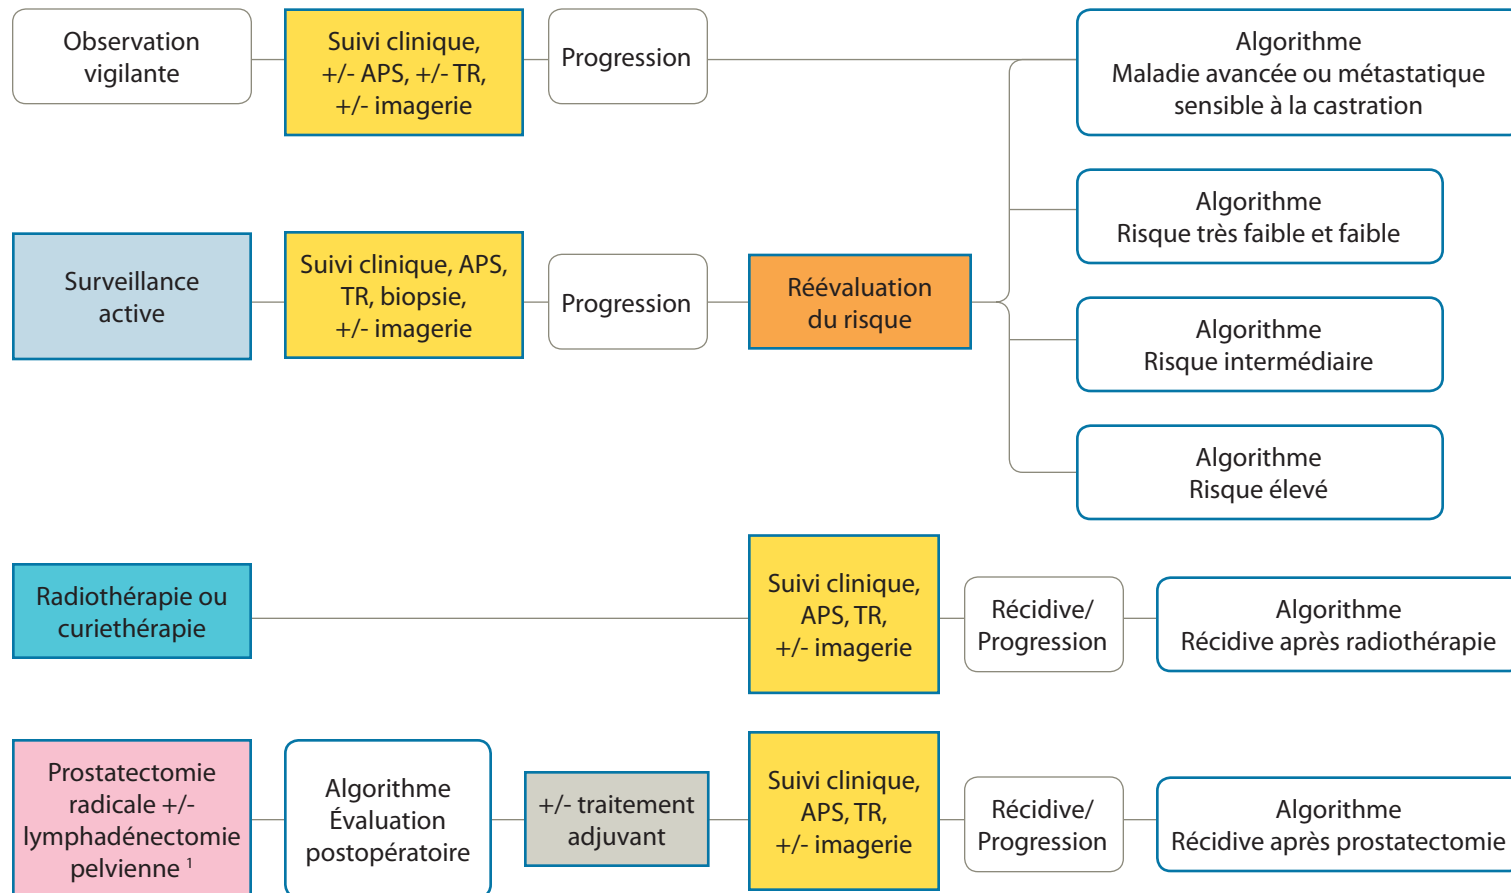 Observation
vigilante
Suivi clinique,
+/- APS, +/- TR,
+/- imagerie
Progression
Algorithme
Maladie avancée ou métastatique
sensible à la castration
Algorithme
Risque très faible et faible
Surveillance
active
Suivi clinique, APS,
TR, biopsie,
+/- imagerie
Progression
Réévaluation
du risque
Algorithme
Risque intermédiaire
Algorithme
Risque élevé
Radiothérapie ou
curiethérapie
Suivi clinique,
APS, TR,
+/- imagerie
Récidive/
Progression
Algorithme
Récidive après radiothérapie
Prostatectomie
radicale +/-
lymphadénectomie
pelvienne ¹
Algorithme
Évaluation
postopératoire
+/- traitement
adjuvant
Suivi clinique,
APS, TR,
+/- imagerie
Récidive/
Progression
Algorithme
Récidive après prostatectomie